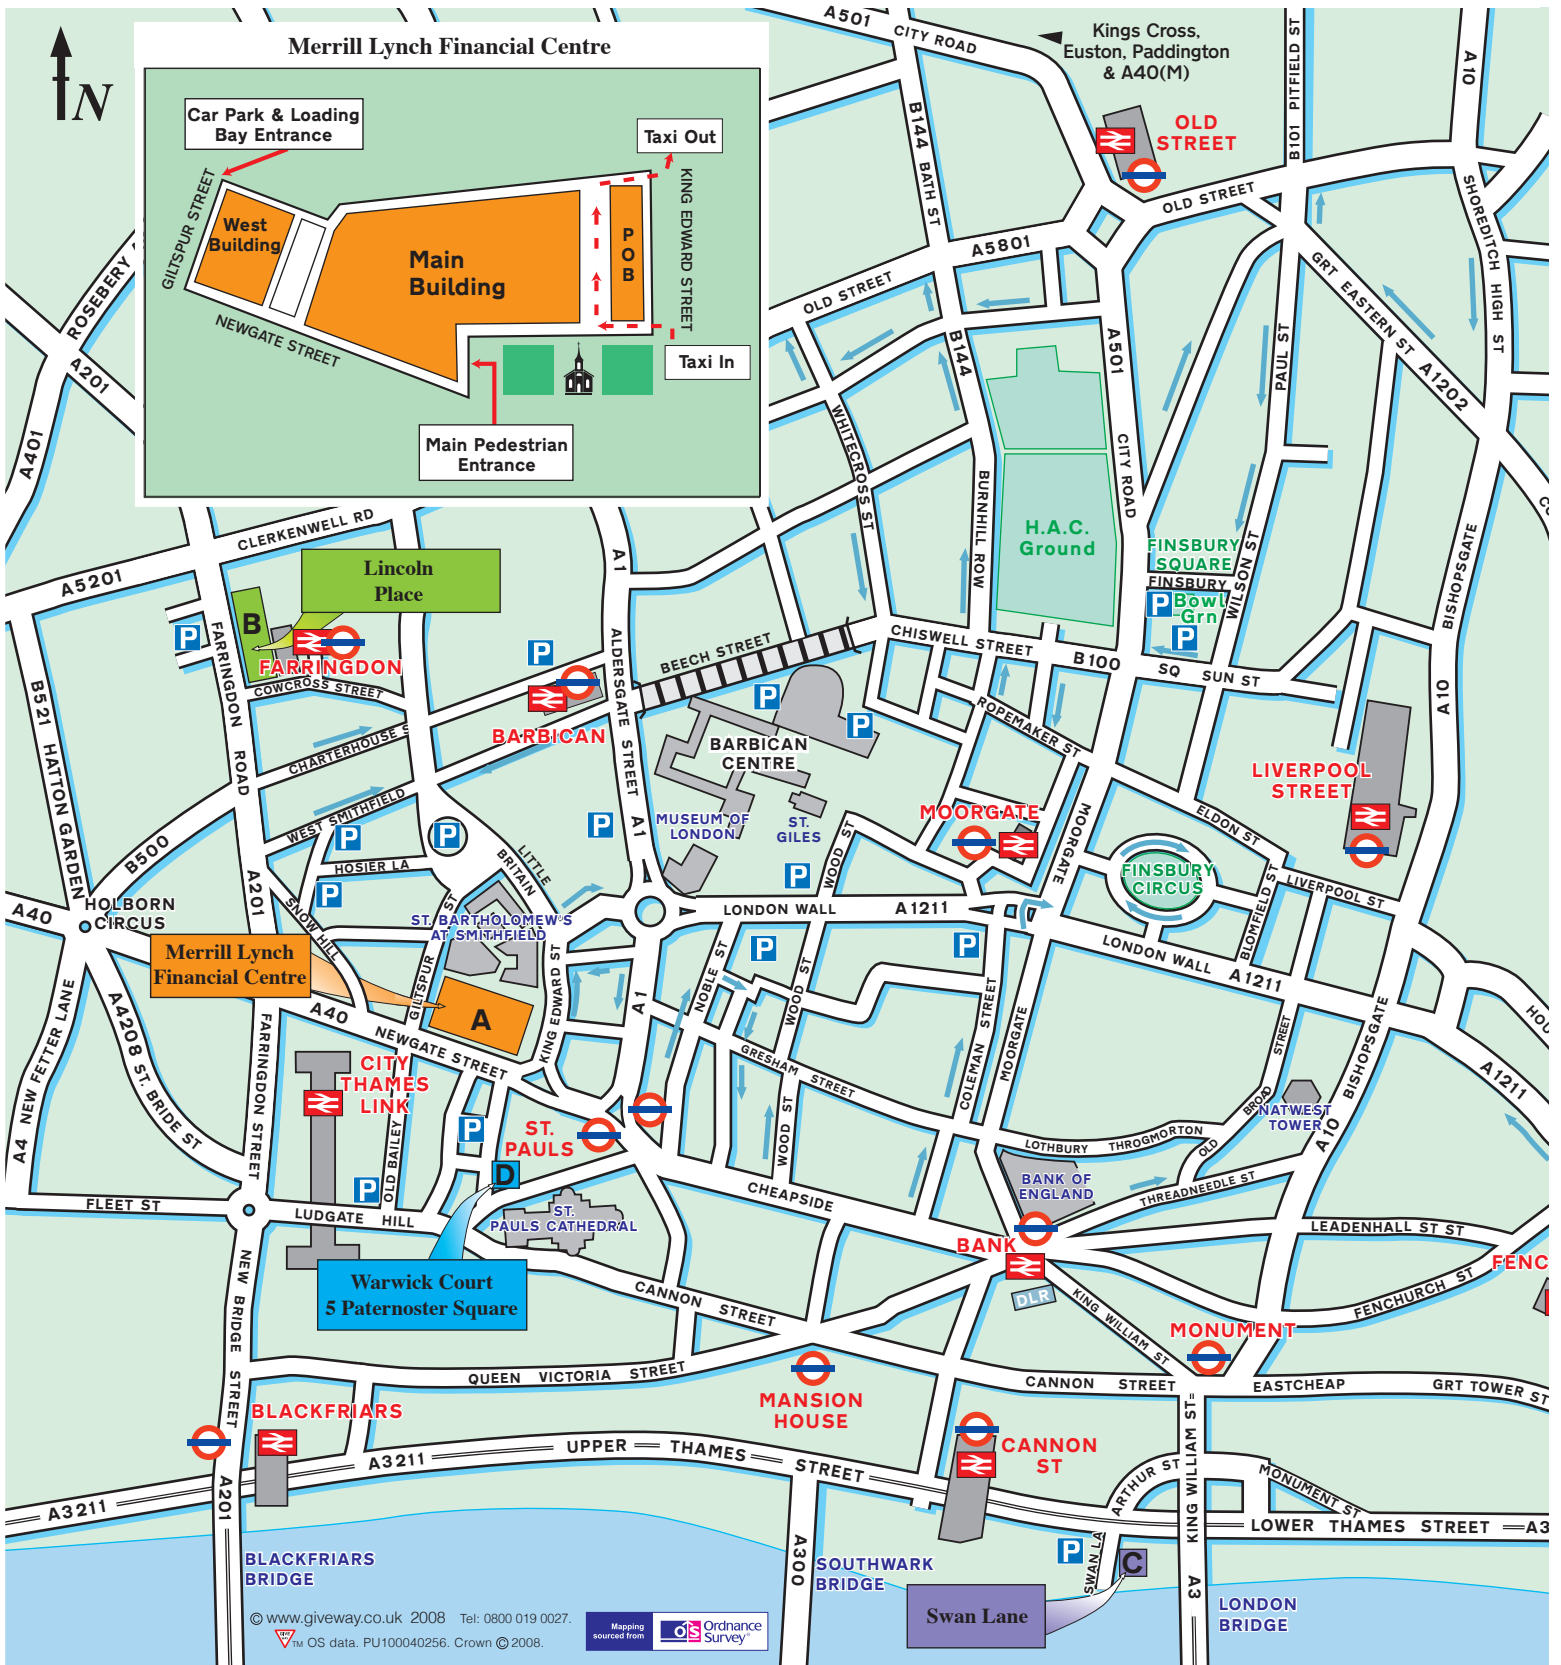 Merrill Lynch Financial Centre
N
Car Park & Loading
Bay Entrance
Taxi Out
GILTSPUR STREET
West
Building
Main
Building
P
O
B
KING EDWARD STREET
NEWGATE STREET
Taxi In
Main Pedestrian
Entrance
A501
CITY ROAD
Kings Cross,
Euston, Paddington
& A40(M)
B101 PITFIELD ST
A10
OLD
STREET
B144 BATH ST
OLD STREET
SHOREDITCH HIGH ST
A5801
OLD STREET
GRT EASTERN ST A1202
ROSEBERY
A201
A401
B144
A501
PAUL ST
WHITECROSS ST
CITY ROAD
BURNHILL ROW
H.A.C.
Ground
FINSBURY
SQUARE
FINSBURY
P
Bowl
Grn
P
WILSON ST
BISHOPSGATE
CLERKENWELL RD
A5201
Lincoln
Place
B
FARRINGDON
P
FARRINGDON ROAD
COWCROSS STREET
A1
ALDERSGATE STREET A1
BEECH STREET
CHISWELL STREET
B100
SQ SUN ST
A10
P
BARBICAN
P
P
BARBICAN
CENTRE
ROPEMAKER ST
B521 HATTON GARDEN
CHARTERHOUSE S
WEST SMITHFIELD
LIVERPOOL
STREET
MOORGATE
MOORGATE
ELDON ST
P
P
P
HOSIER LA
P
LITTLE
BRITAIN
MUSEUM OF
LONDON
ST.
GILES
WOOD ST
P
FINSBURY
CIRCUS
LIVERPOOL ST
BLOMFIELD ST
B500
A40
HOLBORN
CIRCUS
A201
SNOW HILL
ST. BARTHOLOMEW'S
AT SMITHFIELD
ST
GILTSPUR
LONDON WALL
A1211
LONDON WALL A1211
P
P
Merrill Lynch
Financial Centre
A
A40
NEWGATE STREET
KING EDWARD ST
A1
NOBLE ST
WOOD ST
GRESHAM STREET
WOOD ST
COLEMAN STREET
MOORGATE
BISHOPSGATE
HOU
A1211
A4208 ST. BRIDE ST
A4 NEW FETTER LANE
FARRINGDON STREET
CITY
THAMES
LINK
OLD BAILEY
P
P
ST.
PAULS
D
OLD BROAD STREET
NATWEST
TOWER
A10
LOTHBURY THROGMORTON
BANK OF
ENGLAND
THREADNEEDLE ST
FLEET ST
LUDGATE HILL
ST.
PAULS CATHEDRAL
CHEAPSIDE
BANK
DLR
LEADENHALL ST ST
FENC
FENCHURCH ST
Warwick Court
5 Paternoster Square
CANNON STREET
KING WILLIAM ST
MONUMENT
NEW BRIDGE STREET
QUEEN VICTORIA STREET
MANSION
HOUSE
CANNON STREET
EASTCHEAP
GRT TOWER ST
BLACKFRIARS
CANNON
ST
A3211
A3211
UPPER THAMES STREET
A201
ARTHUR ST
KING WILLIAM ST
MONUMENT ST
LOWER THAMES STREET
A3
SWAN LA
P
C
Swan Lane
A3
A300
BLACKFRIARS
BRIDGE
SOUTHWARK
BRIDGE
LONDON
BRIDGE
© www.giveway.co.uk 2008 Tel: 0800 019 0027.
TM OS data. PU100040256. Crown © 2008.
Mapping
sourced from
OS Ordnance
Survey®